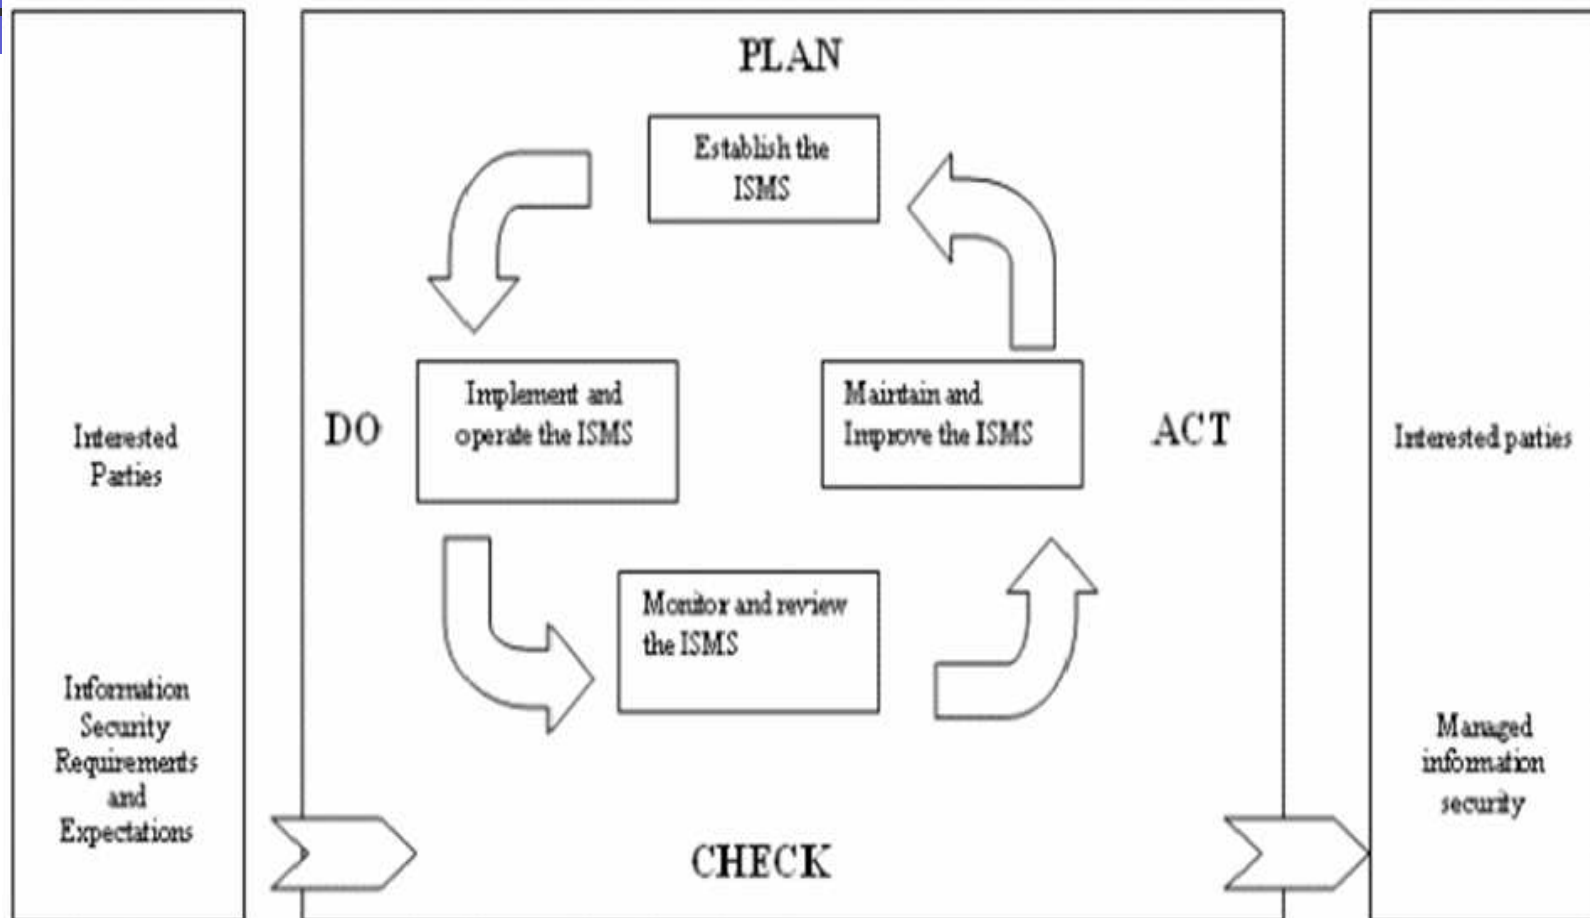 PLAN
Establish the
ISMS
DO
Implement and
operate the ISMS
Maintain and
Improve the ISMS
ACT
Monitor and review
the ISMS
CHECK
Interested
Parties
Information
Security
Requirements
and
Expectations
Interested parties
Managed
information
security